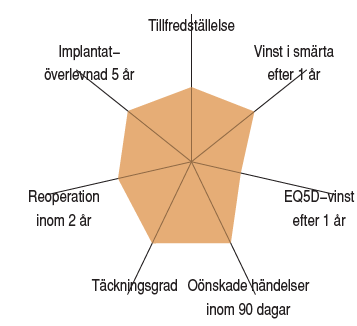 Tillfredställelse
Implantat–
överlevnad 5 år
Vinst i smärta
efter 1 år
Reoperation
inom 2 år
EQ5D–vinst
efter 1 år
Täckningsgrad
Oönskade händelser
inom 90 dagar